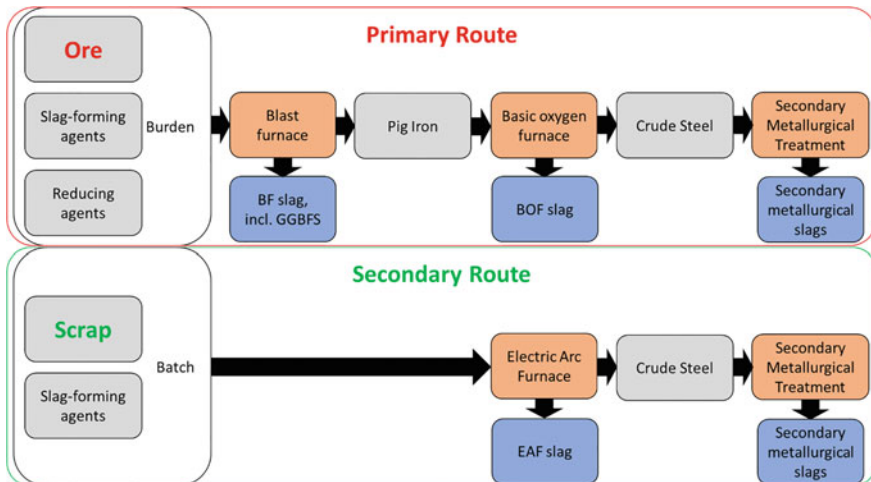 Primary Route
Ore
Slag-forming
agents
Reducing
agents
Burden
Blast
furnace
Pig Iron
Basic oxygen
furnace
Crude Steel
Secondary
Metallurgical
Treatment
BF slag,
incl. GGBFS
BOF slag
Secondary
metallurgical
slags
Secondary Route
Scrap
Slag-forming
agents
Batch
Electric Arc
Furnace
Crude Steel
Secondary
Metallurgical
Treatment
EAF slag
Secondary
metallurgical
slags